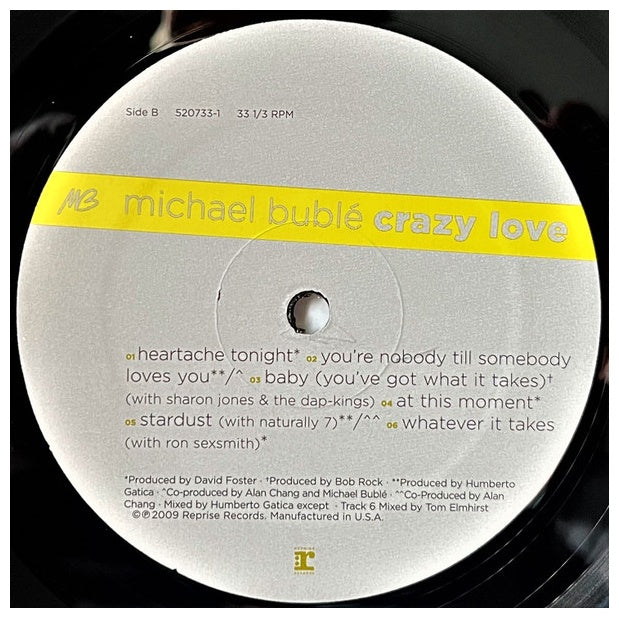 Side B 520733-1 33 1/3 RPM
MB michael bublé crazy love
01 heartache tonight* 02 you're nobody till somebody
loves you**/^ 03 baby (you've got what it takes)†
(with sharon jones & the dap-kings) 04 at this moment*
05 stardust (with naturally 7)**/^^ 06 whatever it takes
(with ron sexsmith)*
*Produced by David Foster · †Produced by Bob Rock · **Produced by Humberto
Gatica · ^Co-produced by Alan Chang and Michael Bublé · ^^Co-Produced by Alan
Chang · Mixed by Humberto Gatica except · Track 6 Mixed by Tom Elmhirst
©℗2009 Reprise Records. Manufactured in U.S.A.
REPRISE
:r
RECORDS